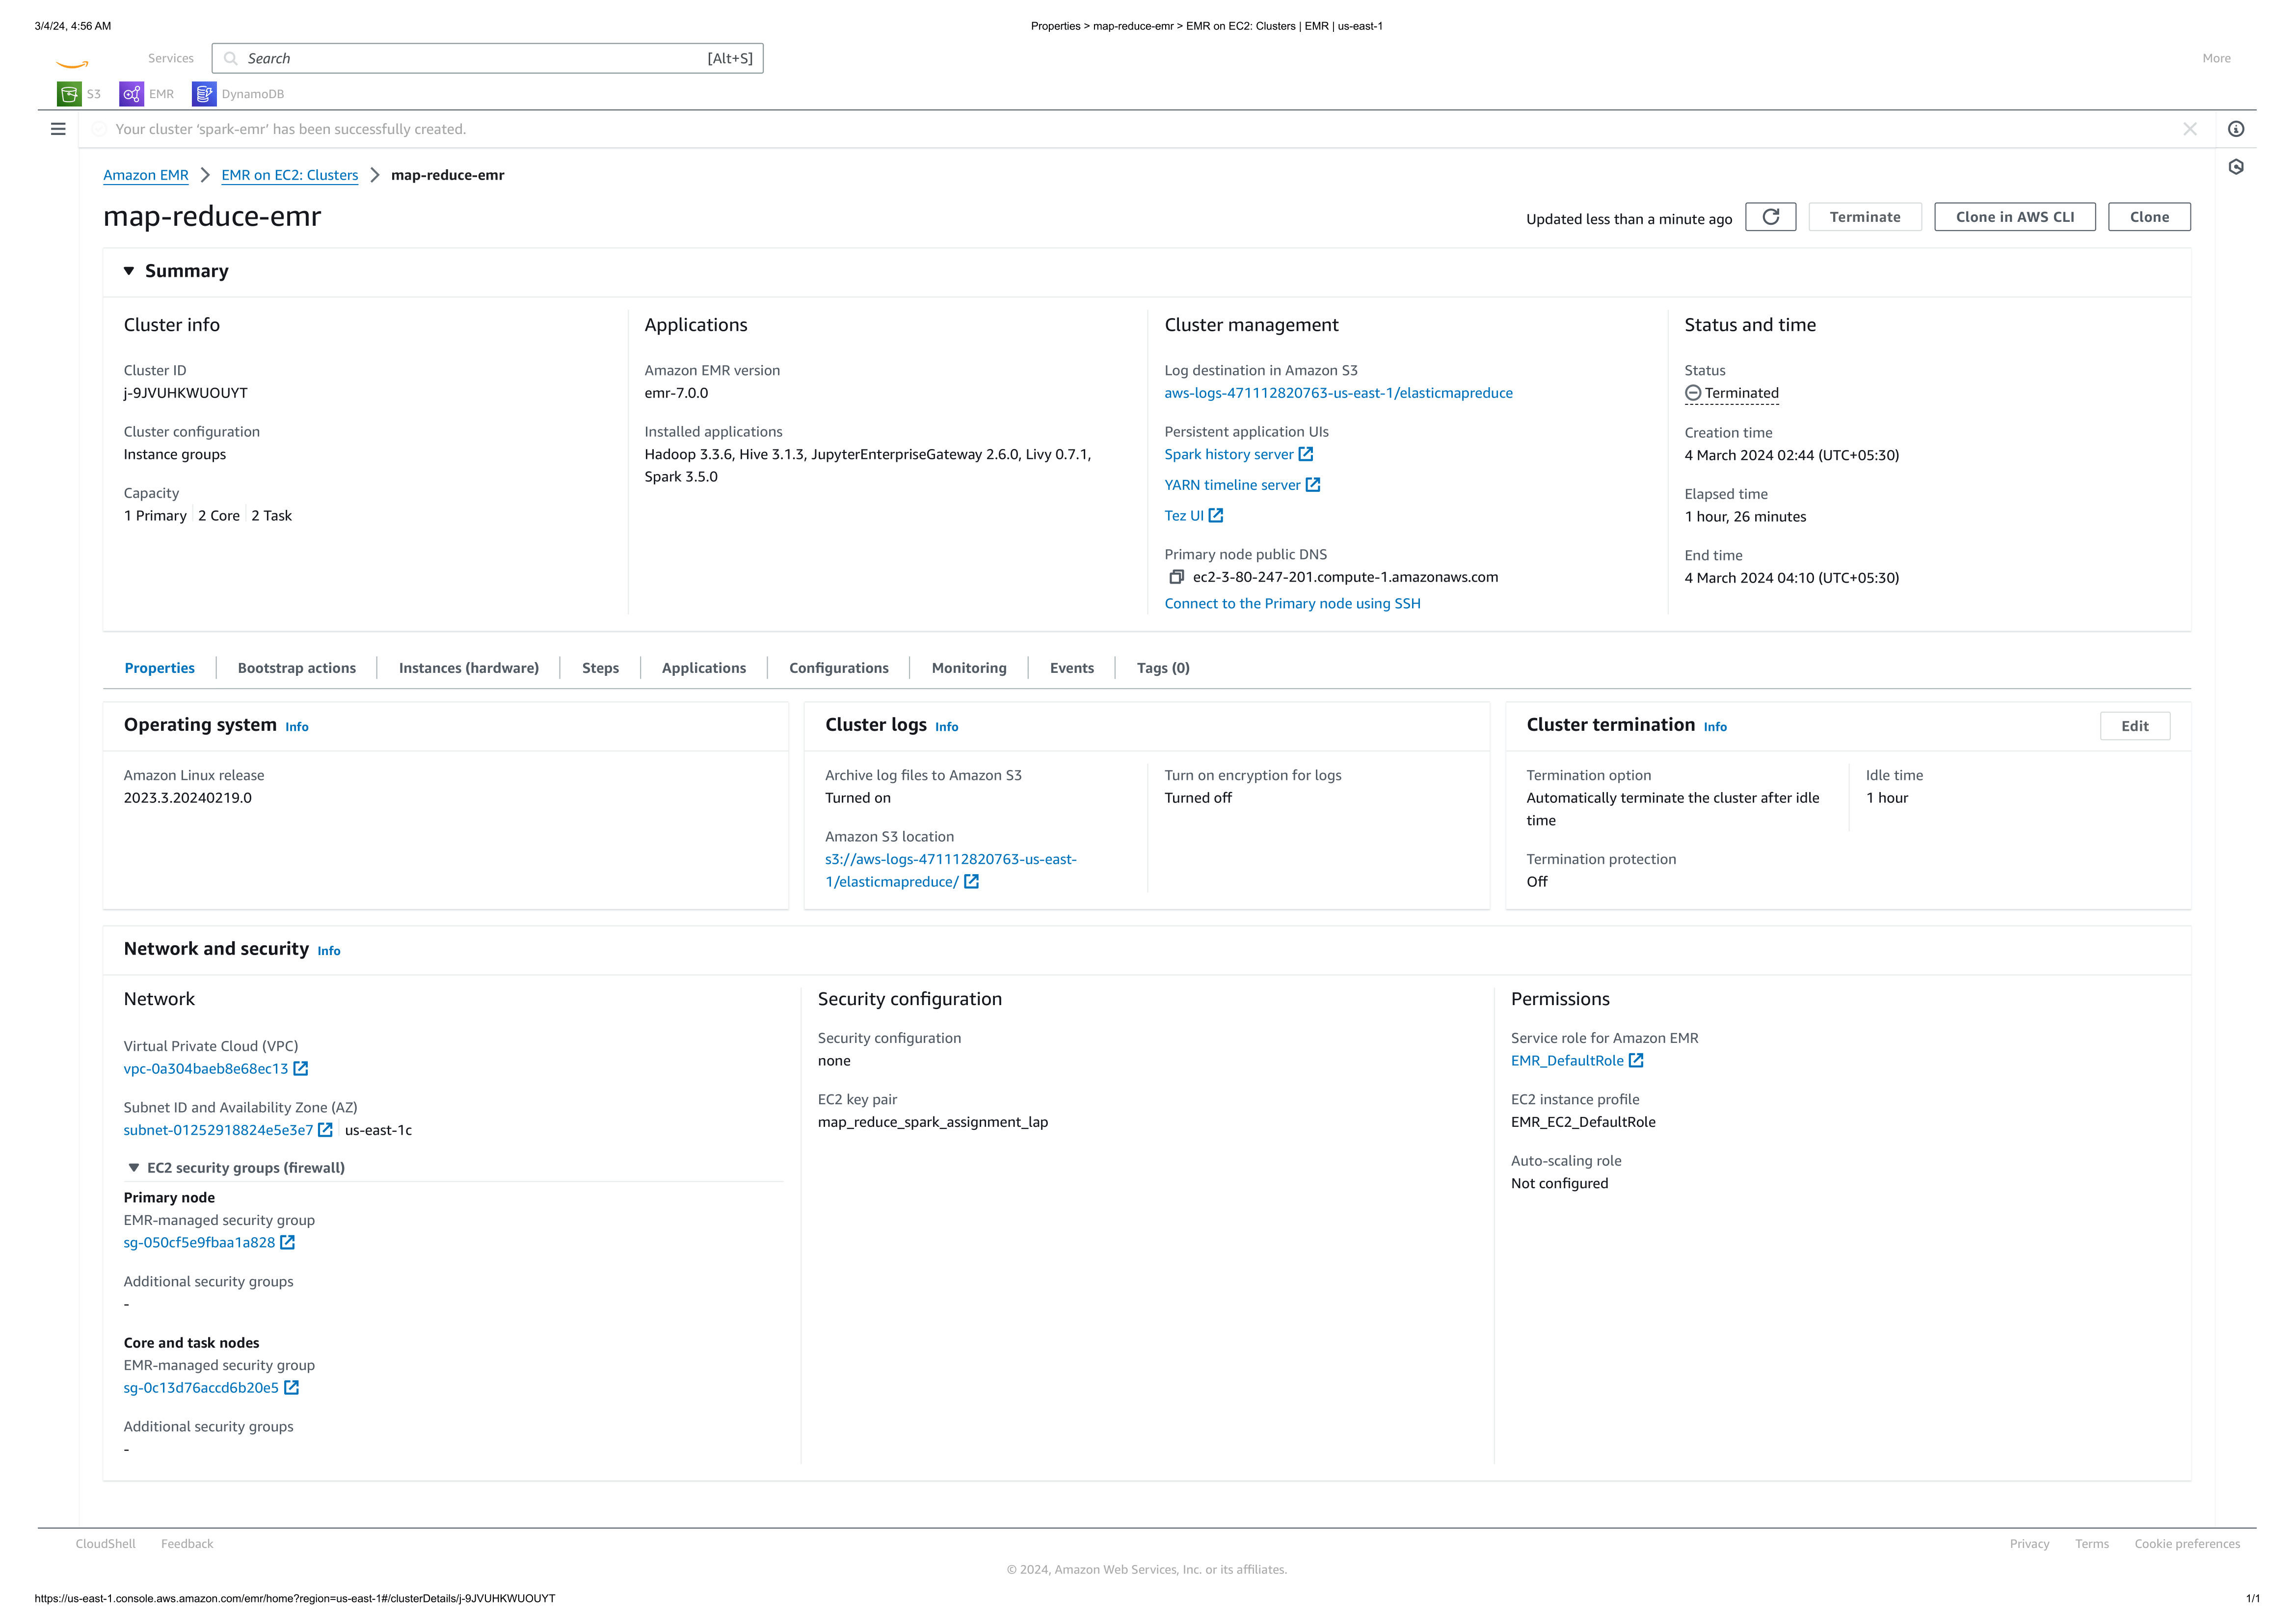 3/4/24, 4:56 AM
Properties > map-reduce-emr > EMR on EC2: Clusters | EMR | us-east-1
Services
Search
[Alt+S]
More
S3
EMR
DynamoDB
Your cluster ‘spark-emr’ has been successfully created.
Amazon EMR
EMR on EC2: Clusters
map-reduce-emr
map-reduce-emr
Updated less than a minute ago
Terminate
Clone in AWS CLI
Clone
Summary
Cluster info
Cluster ID
j-9JVUHKWUOUYT
Cluster configuration
Instance groups
Capacity
1 Primary
2 Core
2 Task
Applications
Amazon EMR version
emr-7.0.0
Installed applications
Hadoop 3.3.6, Hive 3.1.3, JupyterEnterpriseGateway 2.6.0, Livy 0.7.1,
Spark 3.5.0
Cluster management
Log destination in Amazon S3
aws-logs-471112820763-us-east-1/elasticmapreduce
Persistent application UIs
Spark history server
YARN timeline server
Tez UI
Primary node public DNS
ec2-3-80-247-201.compute-1.amazonaws.com
Connect to the Primary node using SSH
Status and time
Status
Terminated
Creation time
4 March 2024 02:44 (UTC+05:30)
Elapsed time
1 hour, 26 minutes
End time
4 March 2024 04:10 (UTC+05:30)
Properties
Bootstrap actions
Instances (hardware)
Steps
Applications
Configurations
Monitoring
Events
Tags (0)
Operating system Info
Amazon Linux release
2023.3.20240219.0
Cluster logs Info
Archive log files to Amazon S3
Turned on
Amazon S3 location
s3://aws-logs-471112820763-us-east-
1/elasticmapreduce/
Turn on encryption for logs
Turned off
Cluster termination Info
Edit
Termination option
Automatically terminate the cluster after idle
time
Termination protection
Off
Idle time
1 hour
Network and security Info
Network
Virtual Private Cloud (VPC)
vpc-0a304baeb8e68ec13
Subnet ID and Availability Zone (AZ)
subnet-01252918824e5e3e7
us-east-1c
EC2 security groups (firewall)
Primary node
EMR-managed security group
sg-050cf5e9fbaa1a828
Additional security groups
-
Core and task nodes
EMR-managed security group
sg-0c13d76accd6b20e5
Additional security groups
-
Security configuration
Security configuration
none
EC2 key pair
map_reduce_spark_assignment_lap
Permissions
Service role for Amazon EMR
EMR_DefaultRole
EC2 instance profile
EMR_EC2_DefaultRole
Auto-scaling role
Not configured
CloudShell
Feedback
Privacy
Terms
Cookie preferences
© 2024, Amazon Web Services, Inc. or its affiliates.
https://us-east-1.console.aws.amazon.com/emr/home?region=us-east-1#/clusterDetails/j-9JVUHKWUOUYT
1/1